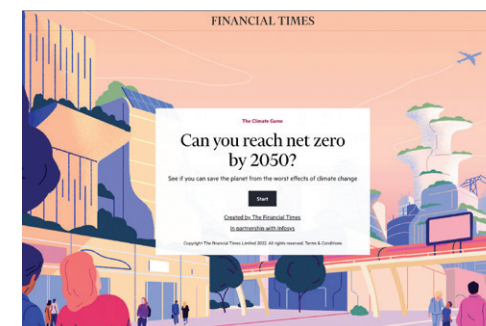 FINANCIAL TIMES
The Climate Game
Can you reach net zero
by 2050?
See if you can save the planet from the worst effects of climate change
Start
Created by The Financial Times
In partnership with Infosys
Copyright The Financial Times Limited 2022. All rights reserved. Terms & Conditions